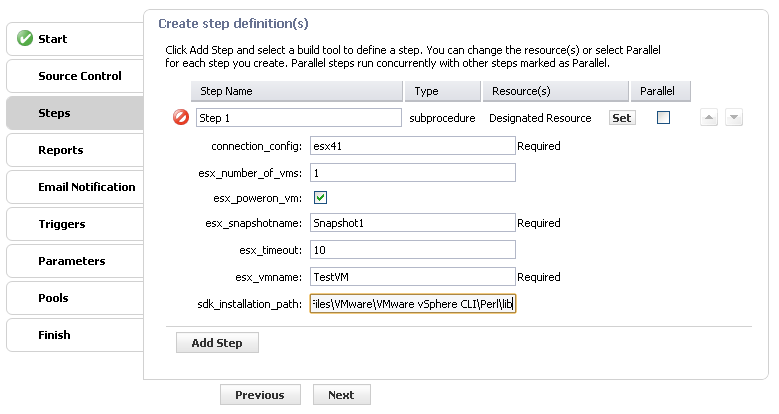 Create step definition(s)
Start
Click Add Step and select a build tool to define a step. You can change the resource(s) or select Parallel
for each step you create. Parallel steps run concurrently with other steps marked as Parallel.
Source Control
Step Name Type Resource(s) Parallel
Steps
Step 1 subprocedure Designated Resource Set
Reports
connection_config: esx41 Required
esx_number_of_vms: 1
Email Notification
esx_poweron_vm:
Triggers
esx_snapshotname: Snapshot1 Required
esx_timeout: 10
Parameters
esx_vmname: TestVM Required
Pools
sdk_installation_path: Files\VMware\VMware vSphere CLI\Perl\lib
Finish
Add Step
Previous Next